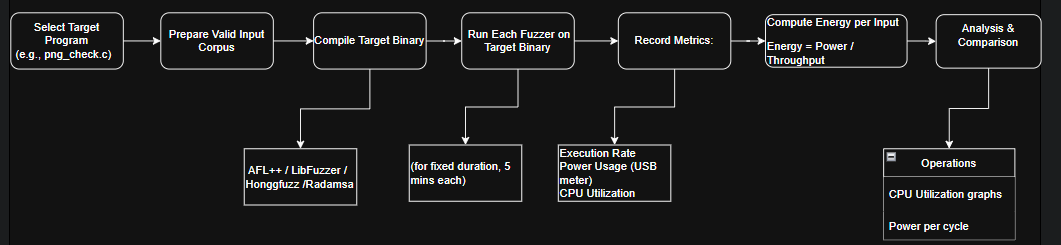 Select Target
Program
(e.g., png_check.c)
Prepare Valid Input
Corpus
Compile Target Binary
Run Each Fuzzer on
Target Binary
Record Metrics:
Compute Energy per Input
Energy = Power /
Throughput
Analysis &
Comparison
AFL++ / LibFuzzer /
Honggfuzz /Radamsa
(for fixed duration, 5
mins each)
Execution Rate
Power Usage (USB
meter)
CPU Utilization
Operations
CPU Utilization graphs
Power per cycle